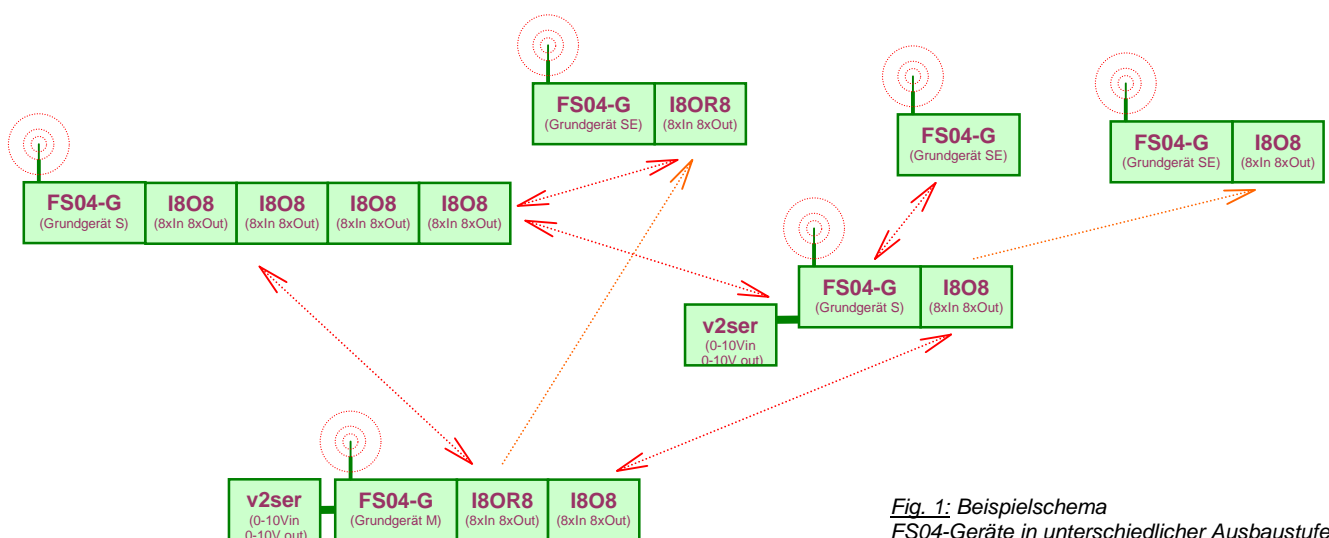 FS04-G
(Grundgerät SE)
I8OR8
(8xIn 8xOut)
FS04-G
(Grundgerät SE)
FS04-G
(Grundgerät SE)
I8O8
(8xIn 8xOut)
FS04-G
(Grundgerät S)
I8O8
(8xIn 8xOut)
I8O8
(8xIn 8xOut)
I8O8
(8xIn 8xOut)
I8O8
(8xIn 8xOut)
FS04-G
(Grundgerät S)
I8O8
(8xIn 8xOut)
v2ser
(0-10Vin
0-10V out)
v2ser
(0-10Vin
0-10V out)
FS04-G
(Grundgerät M)
I8OR8
(8xIn 8xOut)
I8O8
(8xIn 8xOut)
Fig. 1: Beispielschema
FS04-Geräte in unterschiedlicher Ausbaustufe